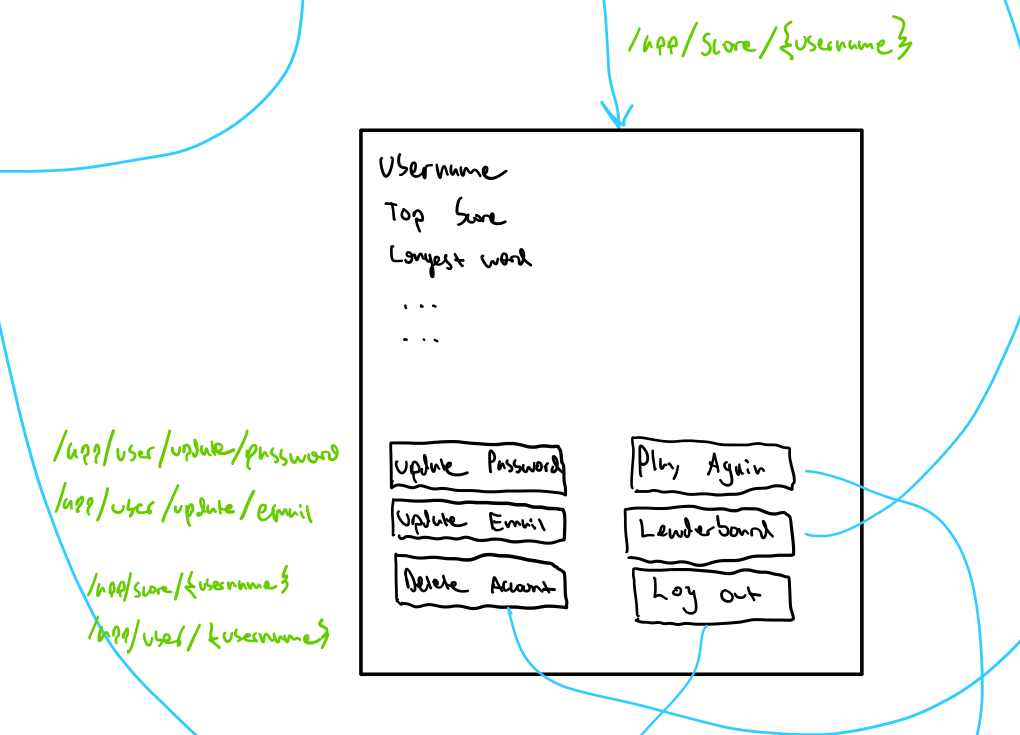 /app/Score/{username}
Username
Top Score
Longest word
...
...
/app/user/update/password
/app/user/update/email
/app/score/{username}
/app/user/{username}
Update Password
Update Email
Delete Account
Play Again
Leaderboard
Log out